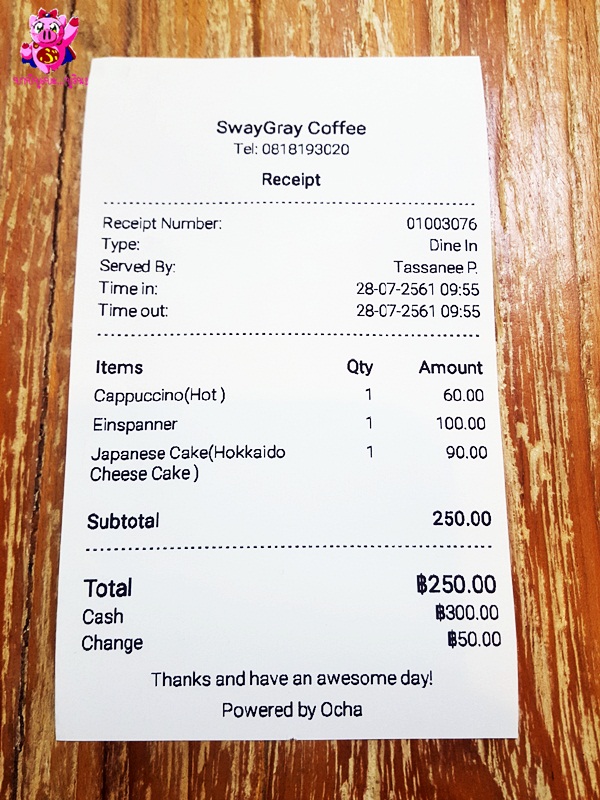 SwayGray Coffee
Tel: 0818193020
Receipt
Receipt Number: 01003076
Type: Dine In
Served By: Tassanee P.
Time in: 28-07-2561 09:55
Time out: 28-07-2561 09:55
Items Qty Amount
Cappuccino(Hot ) 1 60.00
Einspanner 1 100.00
Japanese Cake(Hokkaido 1 90.00
Cheese Cake )
Subtotal 250.00
Total ฿250.00
Cash ฿300.00
Change ฿50.00
Thanks and have an awesome day!
Powered by Ocha